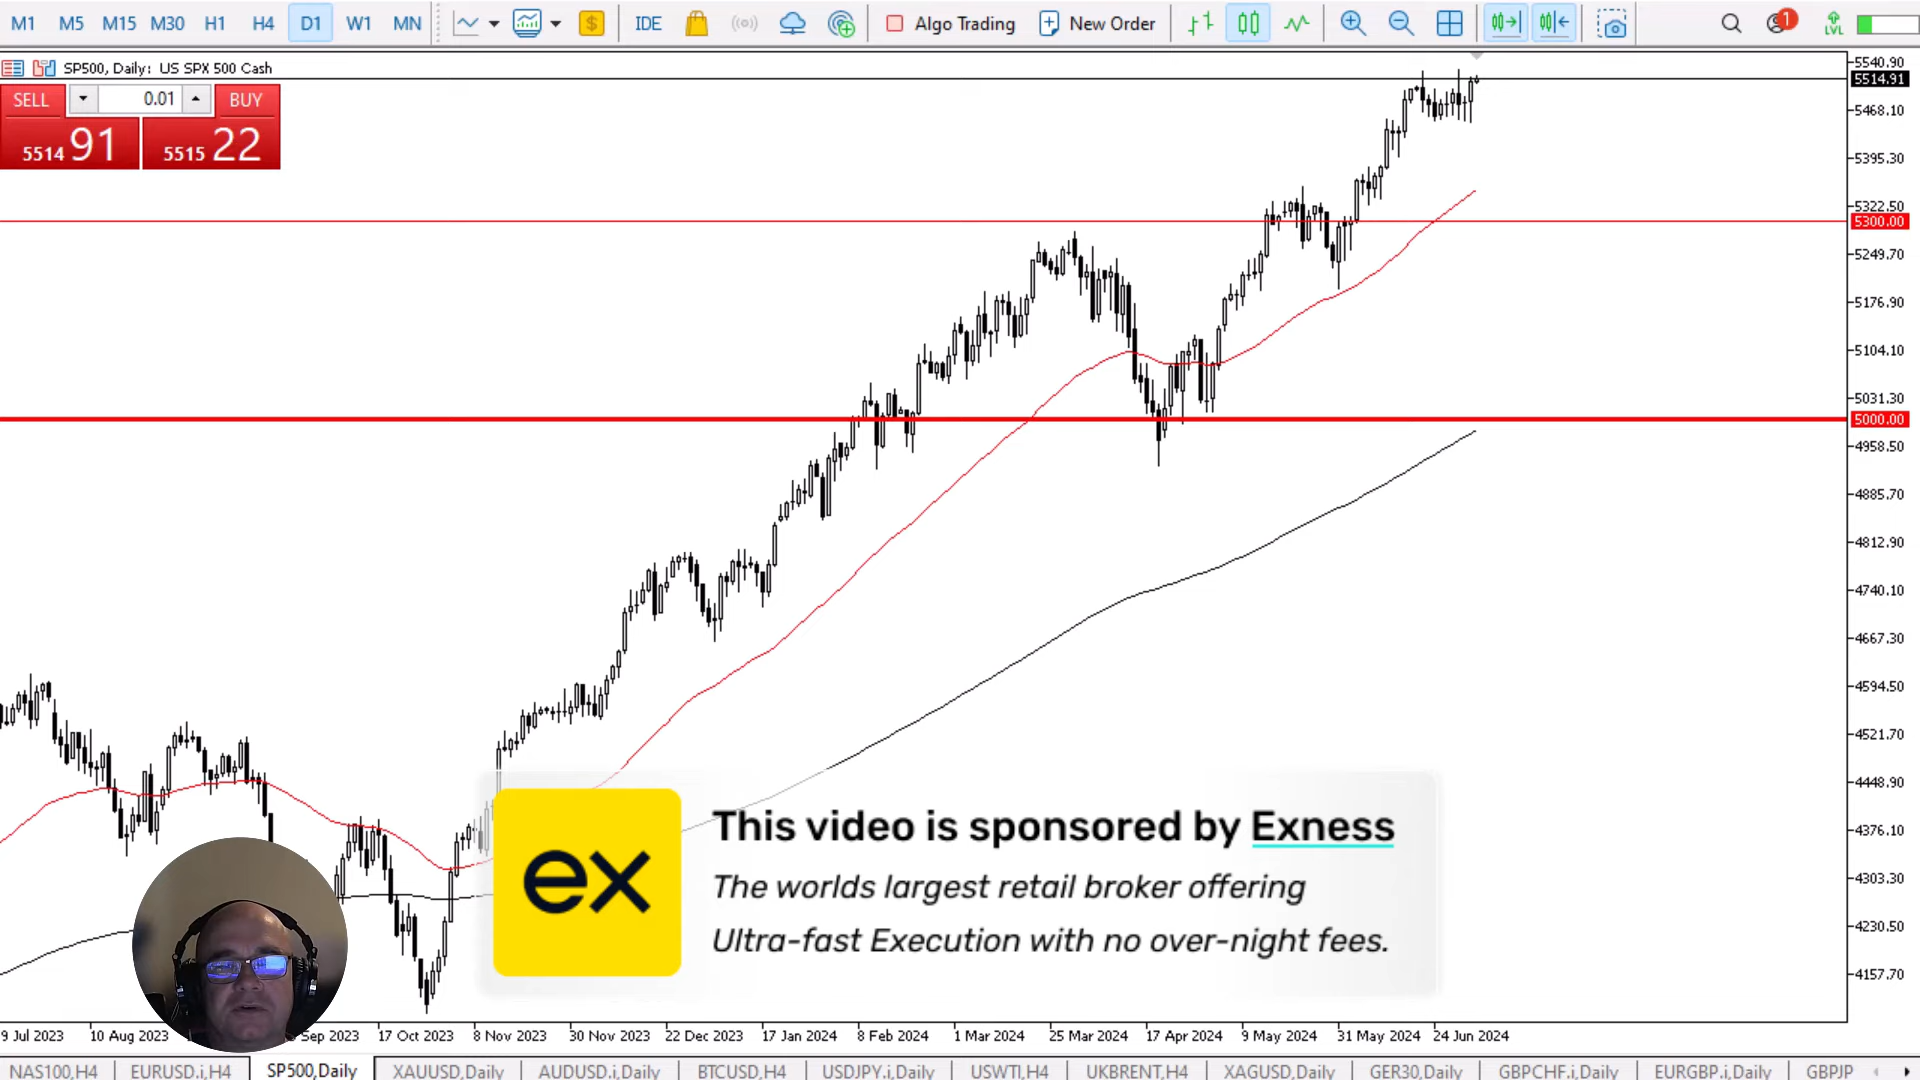 M1 M5 M15 M30 H1 H4 D1 W1 MN $ IDE Algo Trading New Order 1 LVL
SP500, Daily: US SPX 500 Cash
SELL 0.01 BUY
5514 91 5515 22
5540.90
5514.91
5468.10
5395.30
5322.50
5300.00
5249.70
5176.90
5104.10
5031.30
5000.00
4958.50
4885.70
4812.90
4740.10
4667.30
4594.50
4521.70
4448.90
4376.10
4303.30
4230.50
4157.70
ex
This video is sponsored by Exness
The worlds largest retail broker offering
Ultra-fast Execution with no over-night fees.
9 Jul 2023 10 Aug 2023 Sep 2023 17 Oct 2023 8 Nov 2023 30 Nov 2023 22 Dec 2023 17 Jan 2024 8 Feb 2024 1 Mar 2024 25 Mar 2024 17 Apr 2024 9 May 2024 31 May 2024 24 Jun 2024
NAS100,H4 EURUSD.i,H4 SP500,Daily XAUUSD,Daily AUDUSD.i,Daily BTCUSD,H4 USDJPY.i,Daily USWTI,H4 UKBRENT,H4 XAGUSD,Daily GER30,Daily GBPCHF.i,Daily EURGBP.i,Daily GBPJP